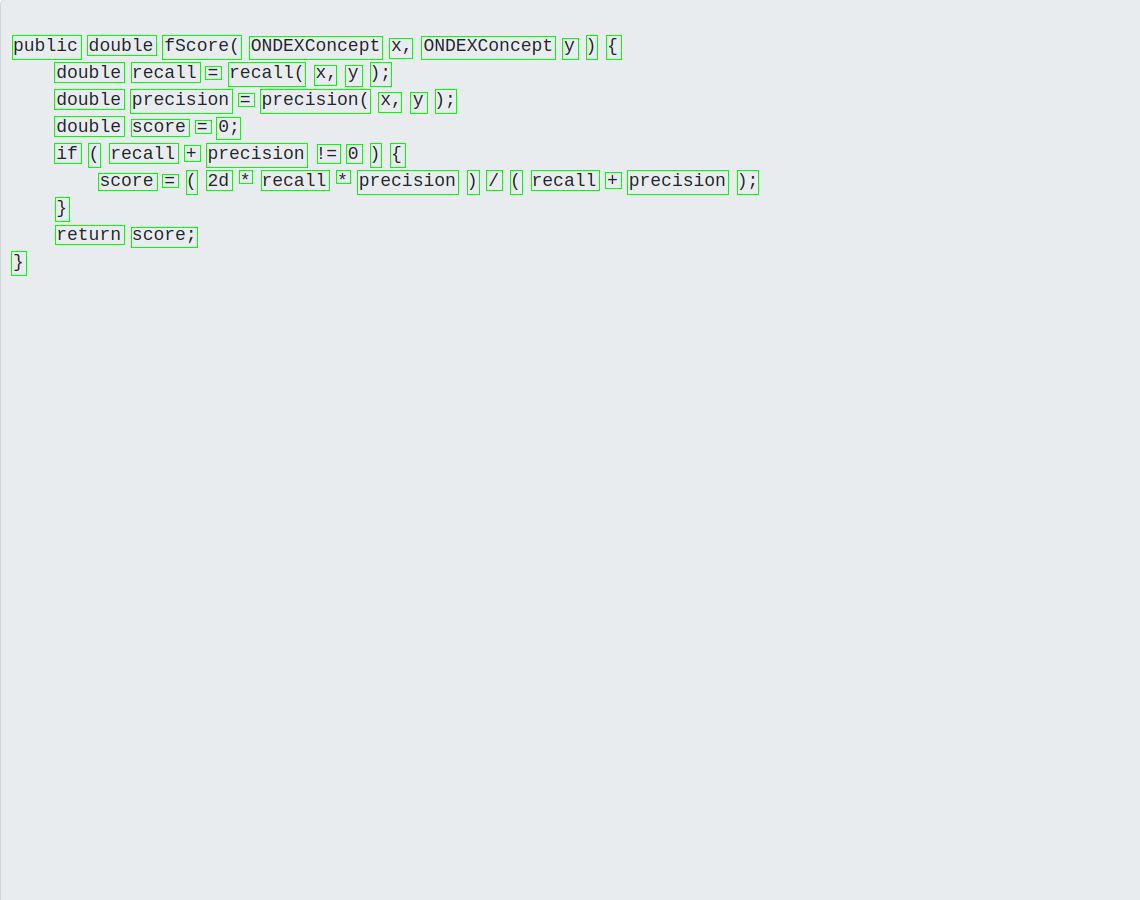 public double fScore( ONDEXConcept x, ONDEXConcept y ) {
double recall = recall( x, y );
double precision = precision( x, y );
double score = 0;
if ( recall + precision != 0 ) {
score = ( 2d * recall * precision ) / ( recall + precision );
}
return score;
}